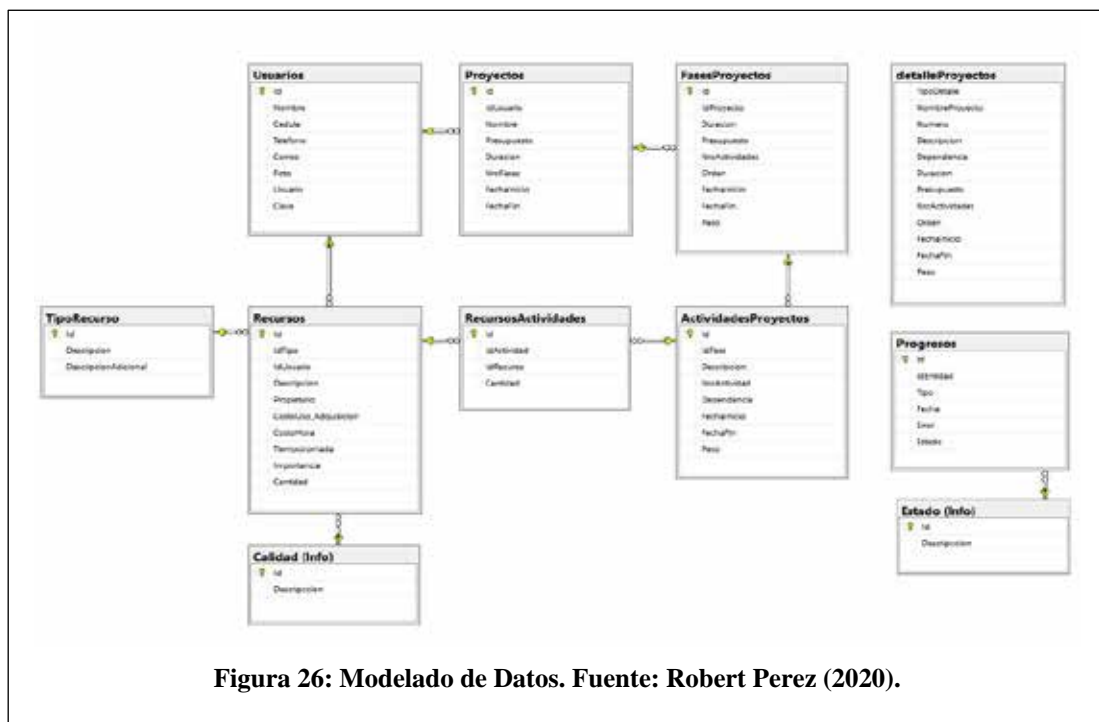 Usuarios
Id
Nombre
Cedula
Telefono
Correo
Foto
Usuario
Clave
Proyectos
Id
IdUsuario
Nombre
Presupuesto
Duracion
NroFases
FechaInicio
FechaFin
FasesProyectos
Id
IdProyecto
Duracion
Presupuesto
NroActividades
Orden
FechaInicio
FechaFin
Peso
detalleProyectos
TipoDetalle
NombreProyecto
Numero
Descripcion
Dependencia
Duracion
Presupuesto
NroActividades
Orden
FechaInicio
FechaFin
Peso
TipoRecurso
Id
Descripcion
DescripcionAdicional
Recursos
Id
IdTipo
IdUsuario
Descripcion
Propietario
CostoUso_Adquisicion
CostoHora
TiempoJornada
Importancia
Cantidad
RecursosActividades
Id
IdActividad
IdRecurso
Cantidad
ActividadesProyectos
Id
IdFase
Descripcion
NroActividad
Dependencia
FechaInicio
FechaFin
Peso
Progresos
Id
IdEntidad
Tipo
Fecha
Error
Estado
Estado (Info)
Id
Descripccion
Calidad (Info)
Id
Descripccion
Figura 26: Modelado de Datos. Fuente: Robert Perez (2020).